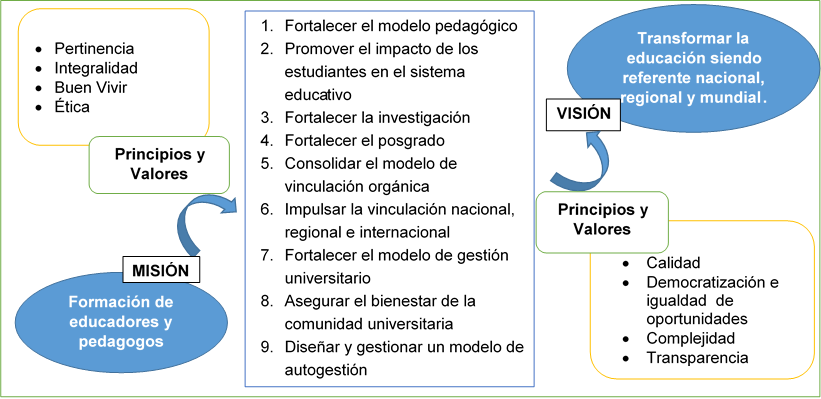 • Pertinencia
• Integralidad
• Buen Vivir
• Ética
Principios y
Valores
MISIÓN
Formación de
educadores y
pedagogos
1. Fortalecer el modelo pedagógico
2. Promover el impacto de los
estudiantes en el sistema
educativo
3. Fortalecer la investigación
4. Fortalecer el posgrado
5. Consolidar el modelo de
vinculación orgánica
6. Impulsar la vinculación nacional,
regional e internacional
7. Fortalecer el modelo de gestión
universitario
8. Asegurar el bienestar de la
comunidad universitaria
9. Diseñar y gestionar un modelo de
autogestión
Transformar la
educación siendo
referente nacional,
regional y mundial.
VISIÓN
Principios y
Valores
• Calidad
• Democratización e
igualdad de
oportunidades
• Complejidad
• Transparencia